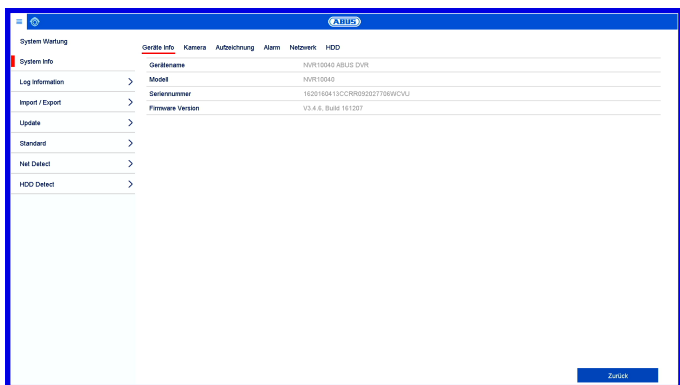 ABUS
System Wartung
System Info
Log Information
Import / Export
Update
Standard
Net Detect
HDD Detect
Geräte Info Kamera Aufzeichnung Alarm Netzwerk HDD
Gerätename NVR10040 ABUS DVR
Modell NVR10040
Seriennummer 1620160413CCRR092027706WCVU
Firmware Version V3.4.6, Build 161207
Zurück